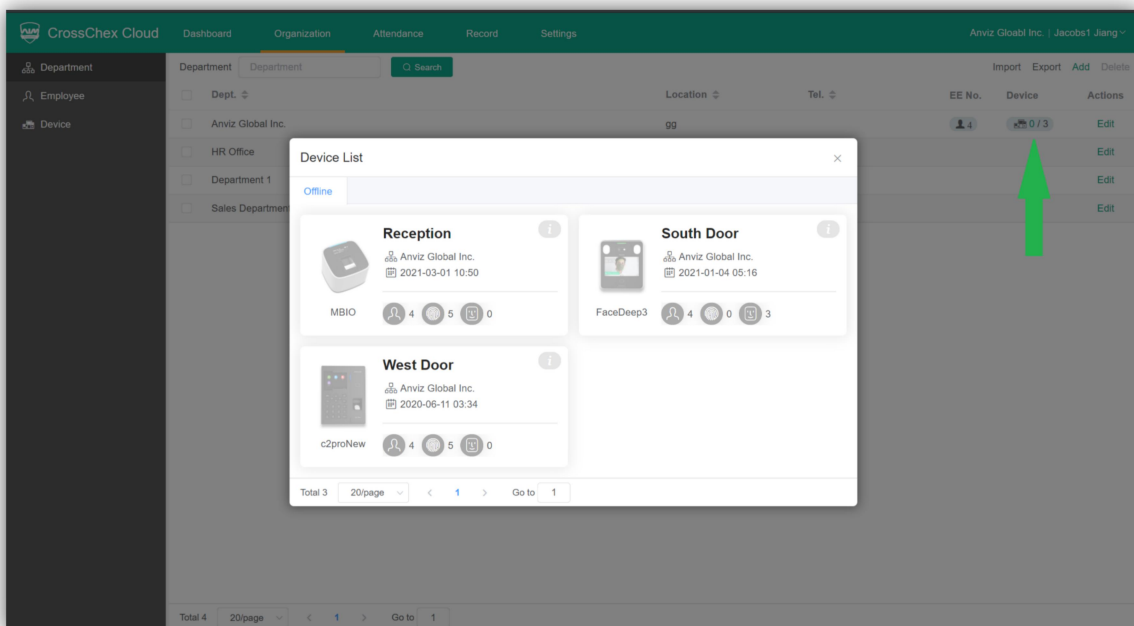 CrossChex Cloud Dashboard Organization Attendance Record Settings Anviz Gloabl Inc. | Jacobs1 Jiang
Department Department Department Search Import Export Add Delete
Dept. Location Tel. EE No. Device Actions
Employee
Device Anviz Global Inc. gg 4 0 / 3 Edit
HR Office Edit
Department 1 Edit
Sales Department Edit
Device List
Offline
Reception
Anviz Global Inc.
2021-03-01 10:50
MBIO 4 5 0
South Door
Anviz Global Inc.
2021-01-04 05:16
FaceDeep3 4 0 3
West Door
Anviz Global Inc.
2020-06-11 03:34
c2proNew 4 5 0
Total 3 20/page < 1 > Go to 1
Total 4 20/page < 1 > Go to 1